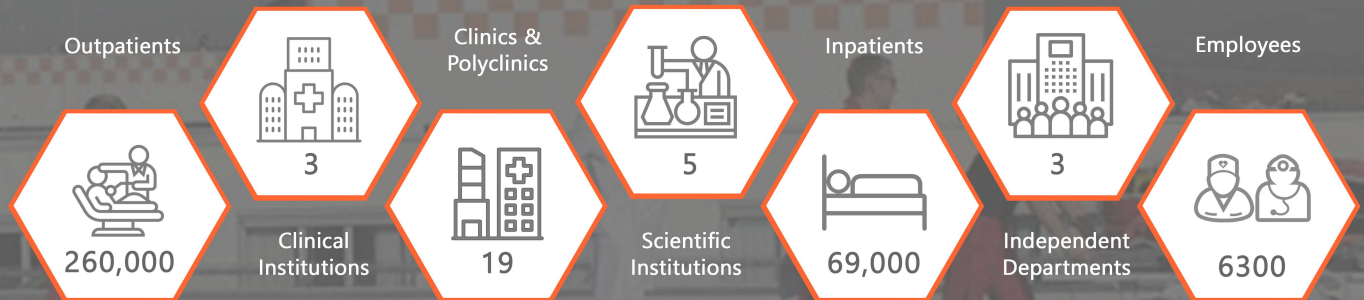 Outpatients
260,000
3
Clinical
Institutions
Clinics &
Polyclinics
19
5
Scientific
Institutions
Inpatients
69,000
3
Independent
Departments
Employees
6300